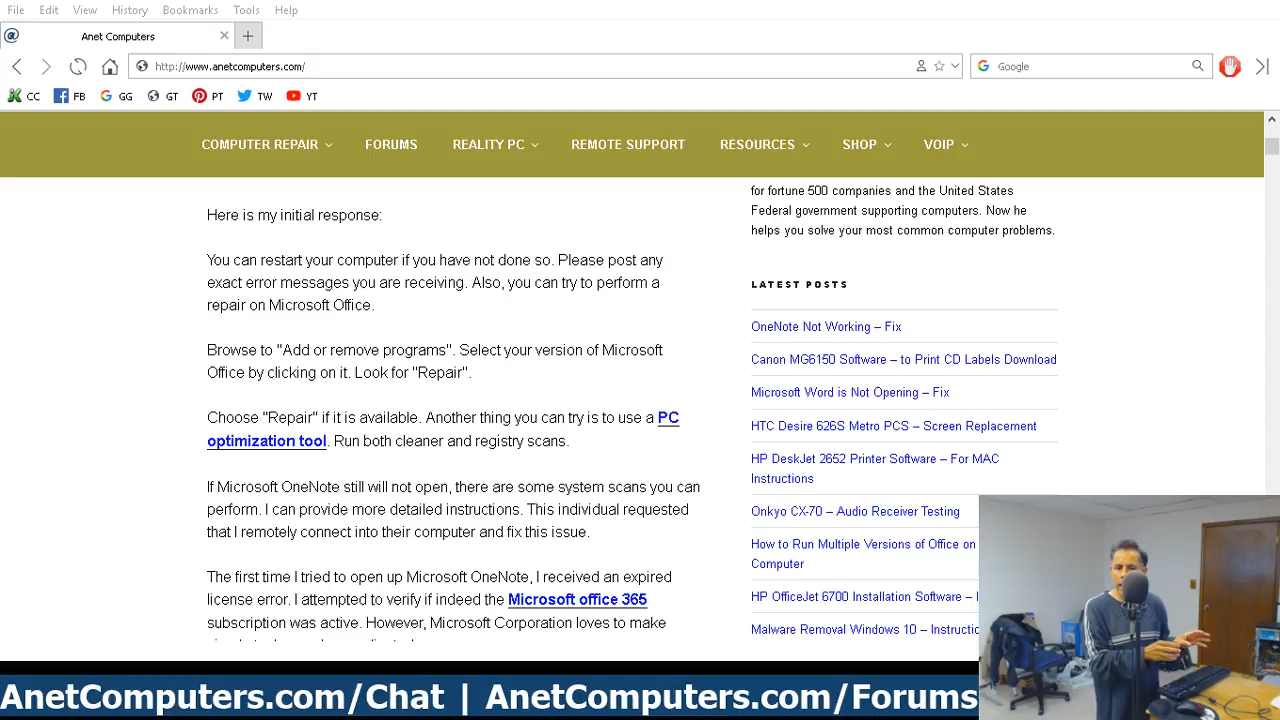 File Edit View History Bookmarks Tools Help
@ Anet Computers
http://www.anetcomputers.com/ G Google
CC FB GG GT PT TW YT
COMPUTER REPAIR FORUMS REALITY PC REMOTE SUPPORT RESOURCES SHOP VOIP
Here is my initial response:
You can restart your computer if you have not done so. Please post any
exact error messages you are receiving. Also, you can try to perform a
repair on Microsoft Office.
Browse to "Add or remove programs". Select your version of Microsoft
Office by clicking on it. Look for "Repair".
Choose "Repair" if it is available. Another thing you can try is to use a PC
optimization tool. Run both cleaner and registry scans.
If Microsoft OneNote still will not open, there are some system scans you can
perform. I can provide more detailed instructions. This individual requested
that I remotely connect into their computer and fix this issue.
The first time I tried to open up Microsoft OneNote, I received an expired
license error. I attempted to verify if indeed the Microsoft office 365
subscription was active. However, Microsoft Corporation loves to make
for fortune 500 companies and the United States
Federal government supporting computers. Now he
helps you solve your most common computer problems.
LATEST POSTS
OneNote Not Working – Fix
Canon MG6150 Software – to Print CD Labels Download
Microsoft Word is Not Opening – Fix
HTC Desire 626S Metro PCS – Screen Replacement
HP DeskJet 2652 Printer Software – For MAC
Instructions
Onkyo CX-70 – Audio Receiver Testing
How to Run Multiple Versions of Office on
Computer
HP OfficeJet 6700 Installation Software –
Malware Removal Windows 10 – Instructio
AnetComputers.com/Chat | AnetComputers.com/Forums